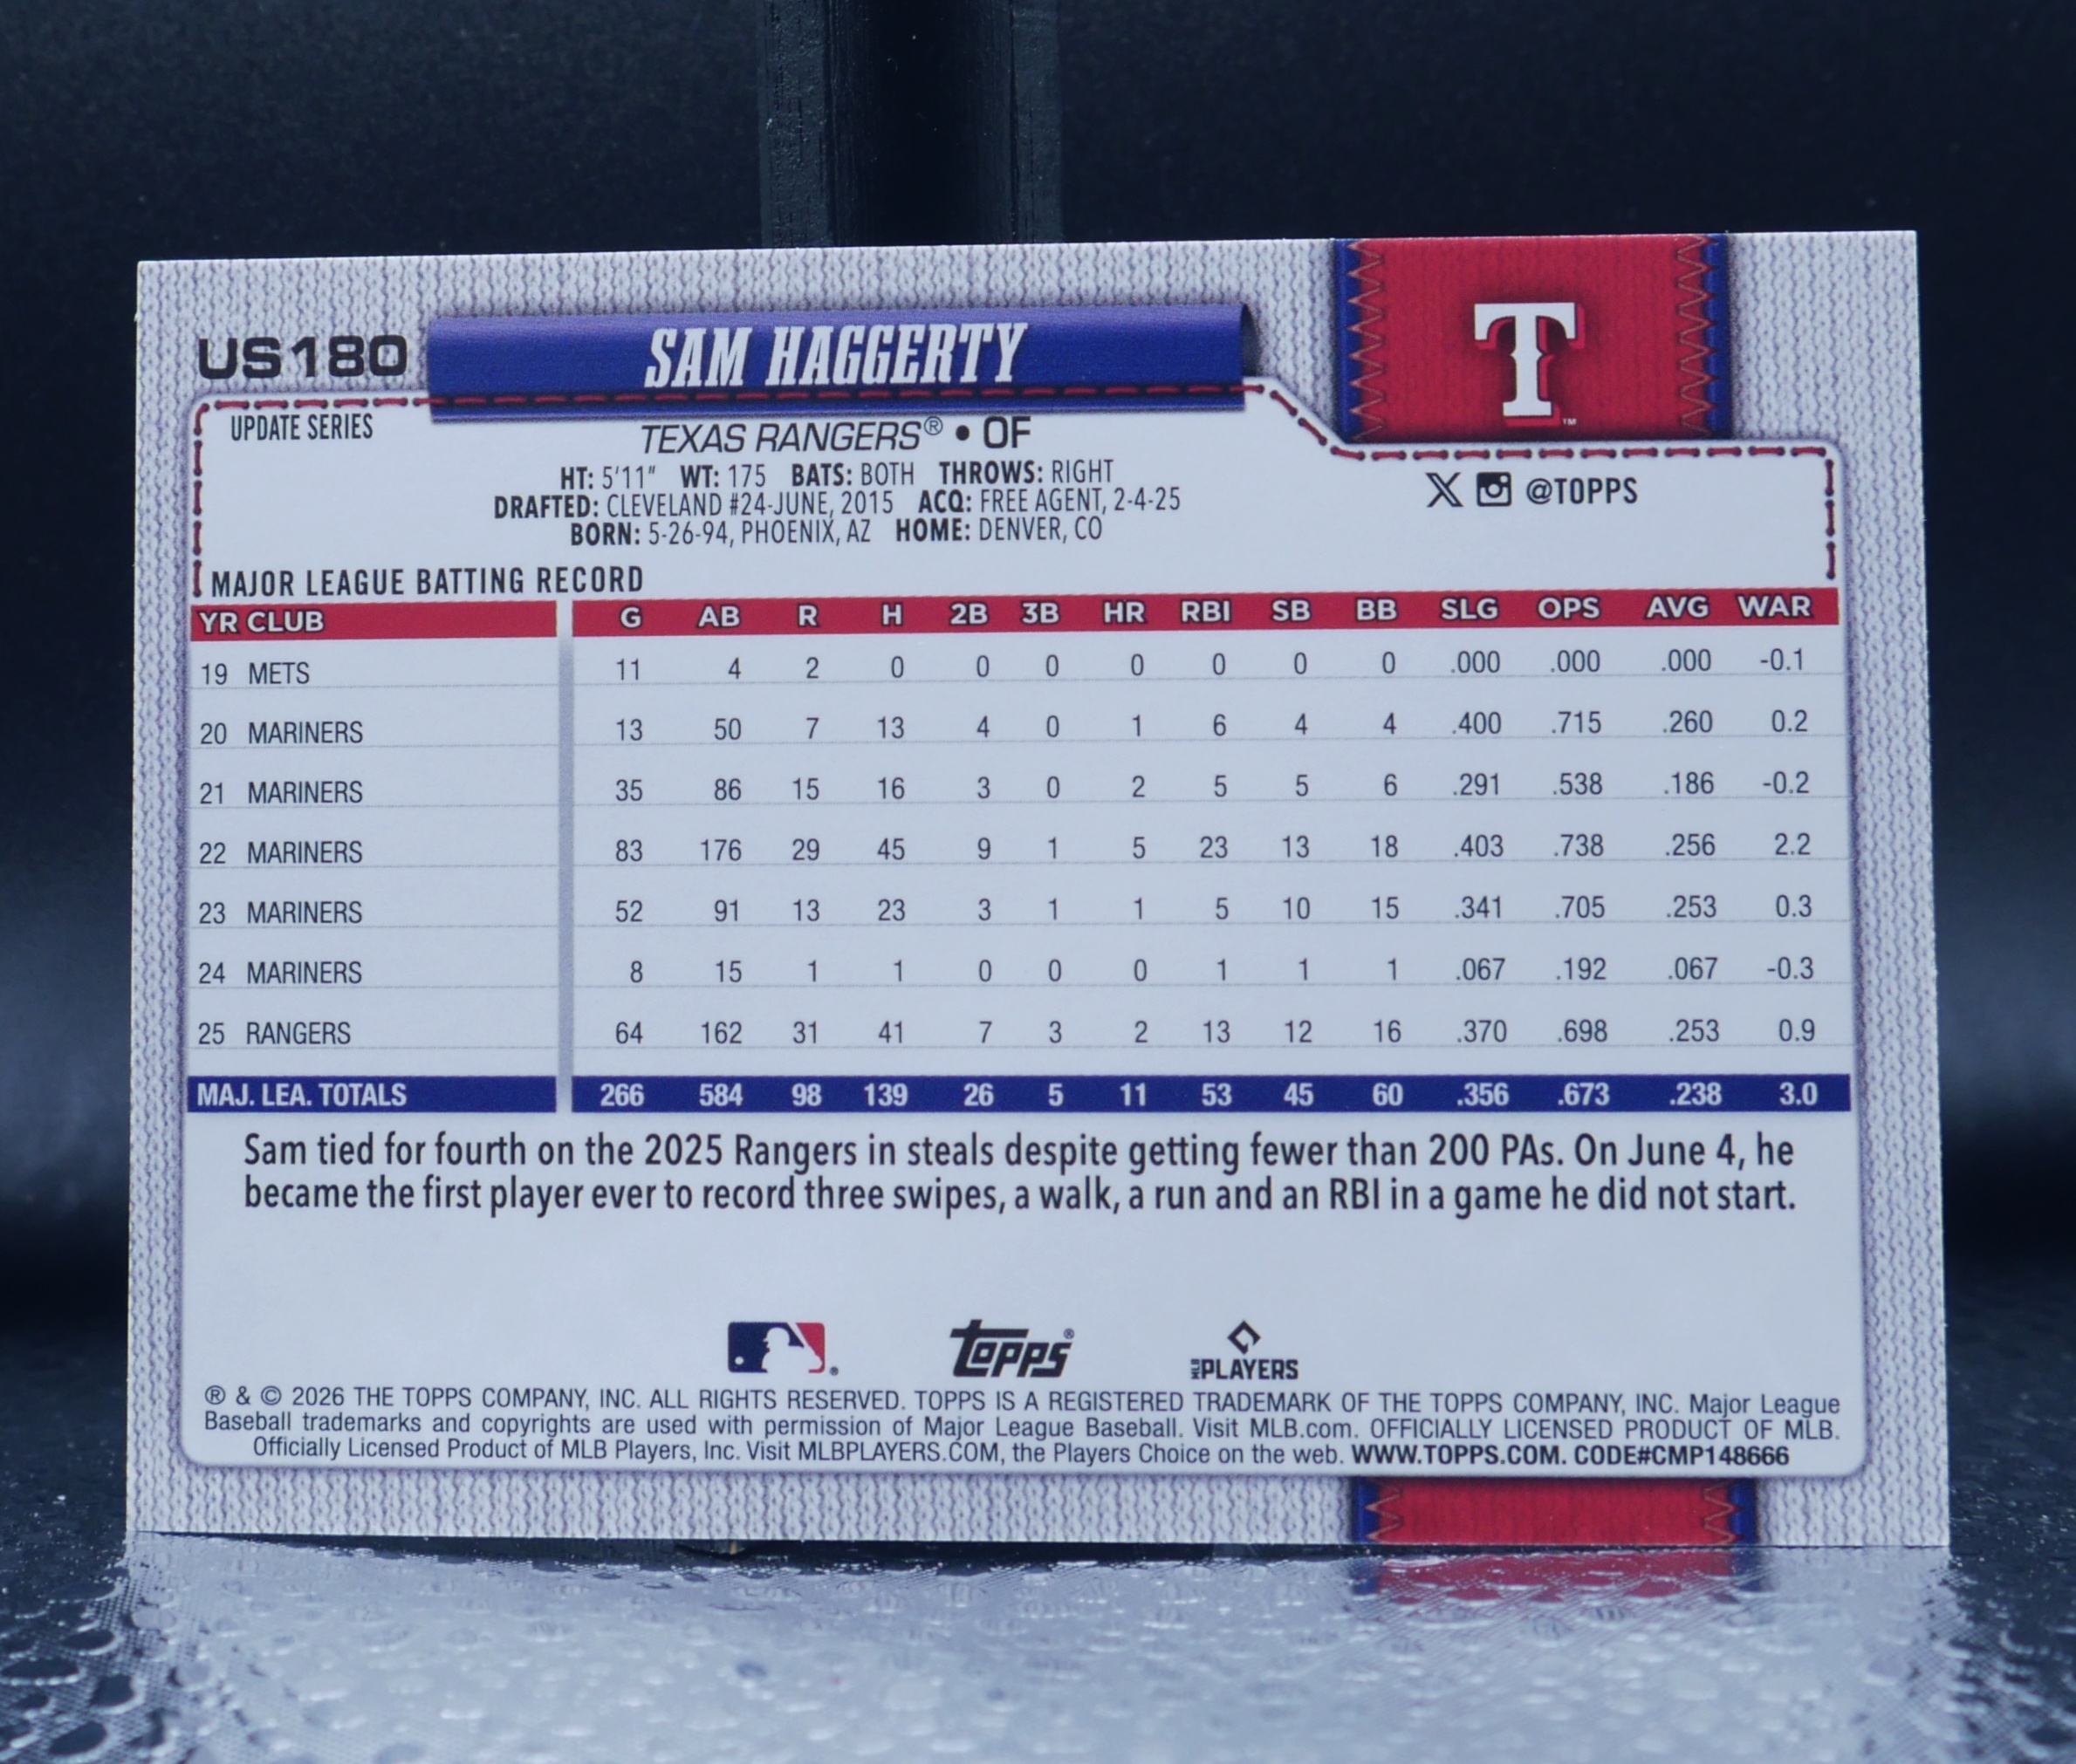 US180
SAM HAGGERTY
T™
UPDATE SERIES
TEXAS RANGERS® • OF
HT: 5'11" WT: 175 BATS: BOTH THROWS: RIGHT
DRAFTED: CLEVELAND #24-JUNE, 2015 ACQ: FREE AGENT, 2-4-25
BORN: 5-26-94, PHOENIX, AZ HOME: DENVER, CO
@TOPPS
MAJOR LEAGUE BATTING RECORD
YR CLUB G AB R H 2B 3B HR RBI SB BB SLG OPS AVG WAR
19 METS 11 4 2 0 0 0 0 0 0 0 .000 .000 .000 -0.1
20 MARINERS 13 50 7 13 4 0 1 6 4 4 .400 .715 .260 0.2
21 MARINERS 35 86 15 16 3 0 2 5 5 6 .291 .538 .186 -0.2
22 MARINERS 83 176 29 45 9 1 5 23 13 18 .403 .738 .256 2.2
23 MARINERS 52 91 13 23 3 1 1 5 10 15 .341 .705 .253 0.3
24 MARINERS 8 15 1 1 0 0 0 1 1 1 .067 .192 .067 -0.3
25 RANGERS 64 162 31 41 7 3 2 13 12 16 .370 .698 .253 0.9
MAJ. LEA. TOTALS 266 584 98 139 26 5 11 53 45 60 .356 .673 .238 3.0
Sam tied for fourth on the 2025 Rangers in steals despite getting fewer than 200 PAs. On June 4, he
became the first player ever to record three swipes, a walk, a run and an RBI in a game he did not start.
® Topps® MLB PLAYERS
® & © 2026 THE TOPPS COMPANY, INC. ALL RIGHTS RESERVED. TOPPS IS A REGISTERED TRADEMARK OF THE TOPPS COMPANY, INC. Major League
Baseball trademarks and copyrights are used with permission of Major League Baseball. Visit MLB.com. OFFICIALLY LICENSED PRODUCT OF MLB.
Officially Licensed Product of MLB Players, Inc. Visit MLBPLAYERS.COM, the Players Choice on the web. WWW.TOPPS.COM. CODE#CMP148666